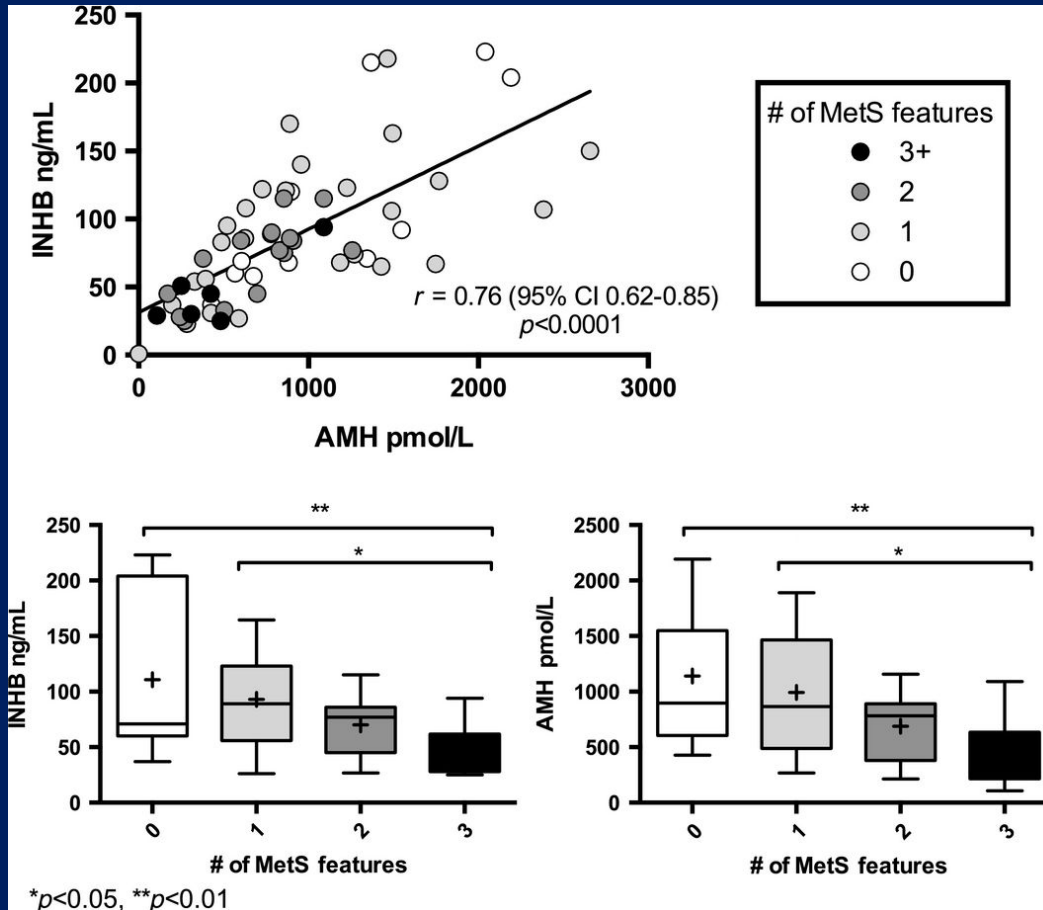 250
200
150
100
50
0
INHB ng/mL
0 1000 2000 3000
AMH pmol/L
r = 0.76 (95% CI 0.62-0.85)
p<0.0001
# of MetS features
3+
2
1
0
**
*
250
200
150
100
50
0
INHB ng/mL
0 1 2 3
# of MetS features
**
*
2500
2000
1500
1000
500
0
AMH pmol/L
0 1 2 3
# of MetS features
*p<0.05, **p<0.01